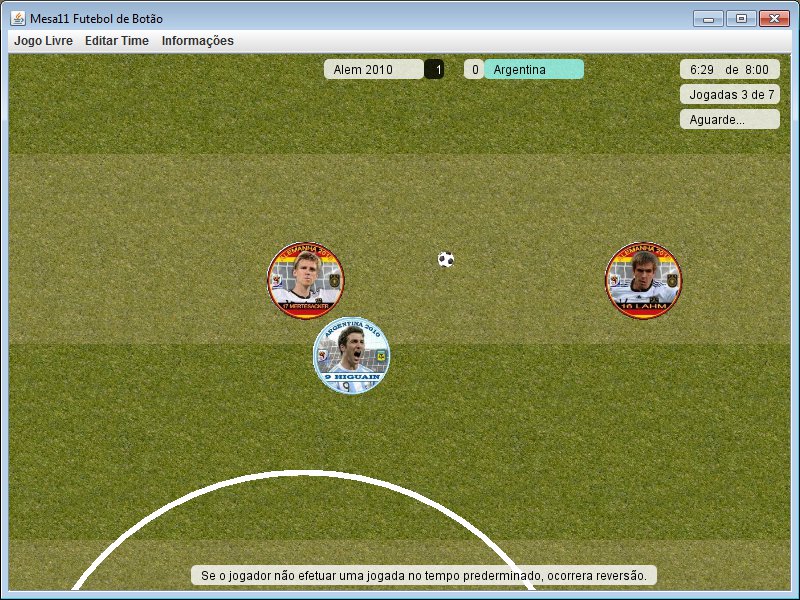 Mesa11 Futebol de Botão
Jogo Livre Editar Time Informações
Alem 2010 1 0 Argentina 6:29 de 8:00
Jogadas 3 de 7
Aguarde...
ALEMANHA 2010
17 MERTESACKER
ALEMANHA 2010
16 LAHM
ARGENTINA 2010
9 HIGUAIN
9
Se o jogador não efetuar uma jogada no tempo prederminado, ocorrera reversão.